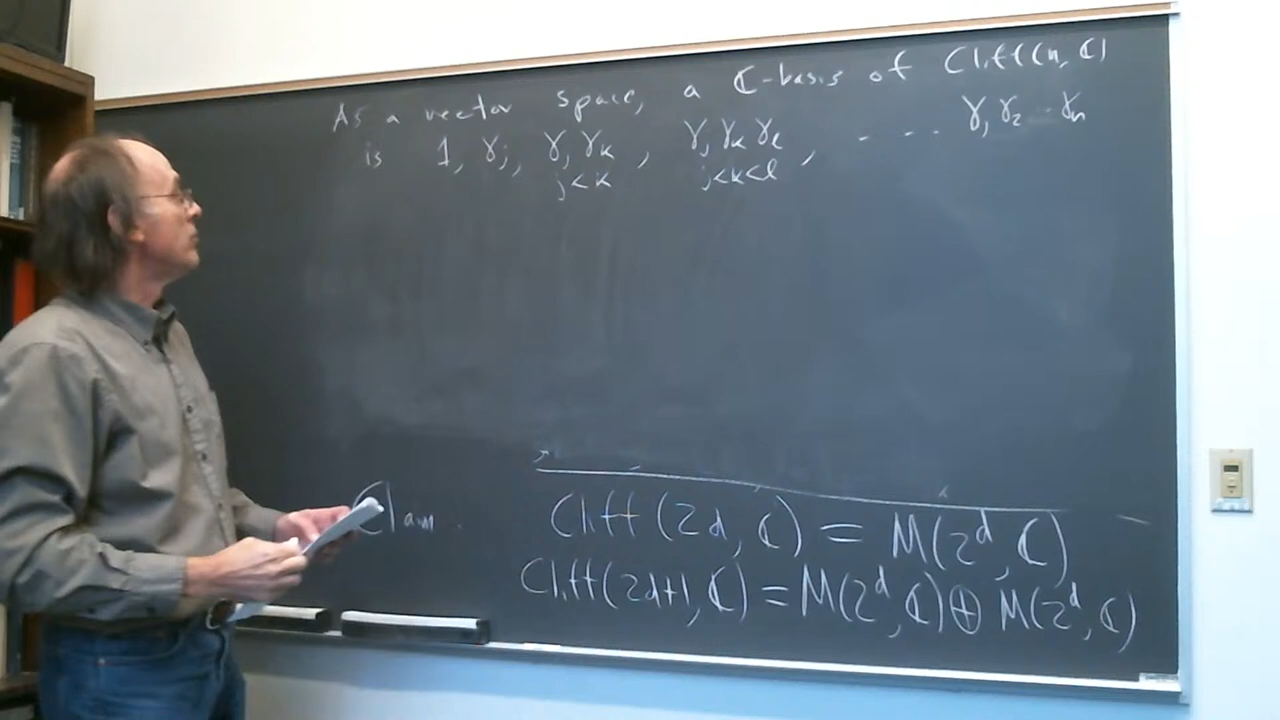 As a vector space, a ℂ-basis of Cliff(n, ℂ)
is 1, γⱼ, γⱼγₖ, γⱼγₖγₗ, .... γ₁γ₂ ... γₙ
j<k j<k<l
Claim.
Cliff(2d, ℂ) = M(2ᵈ, ℂ)
Cliff(2d+1, ℂ) = M(2ᵈ, ℂ) ⊕ M(2ᵈ, ℂ)